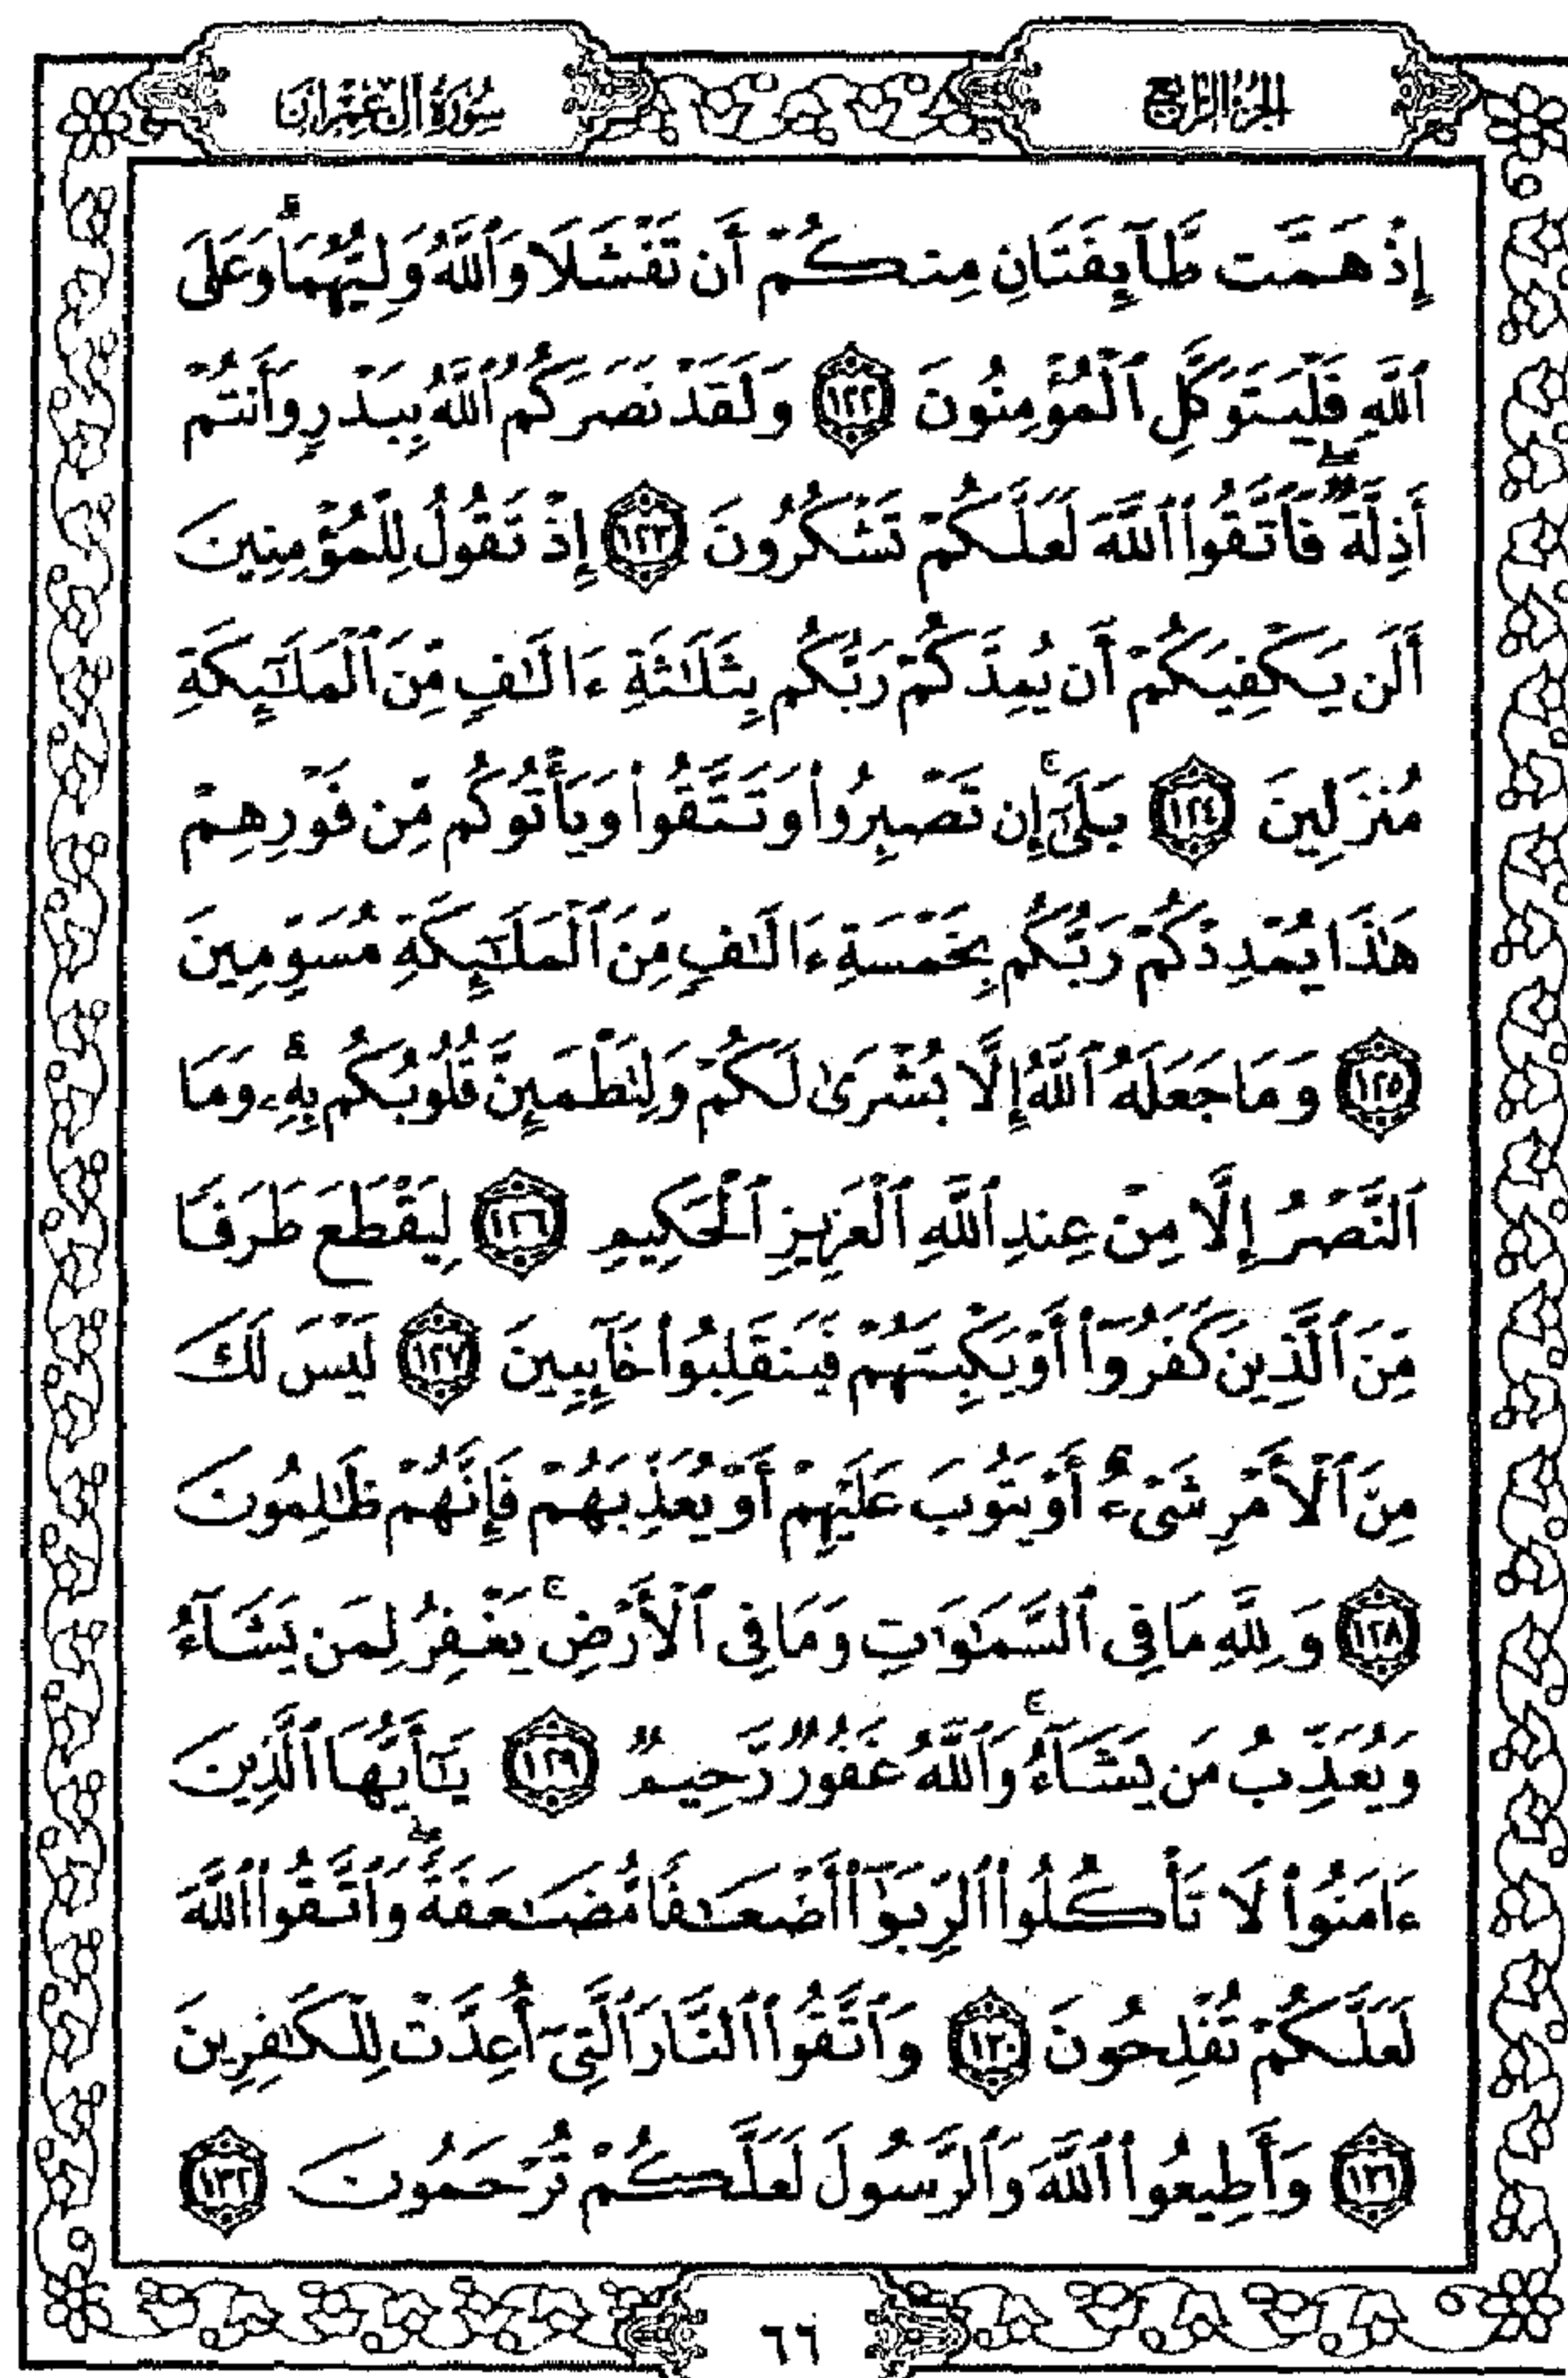 الجزء الرابع
سورة آل عمران
إِذْ هَمَّت طَّآئِفَتَانِ مِنكُمْ أَن تَفْشَلَا وَٱللَّهُ وَلِيُّهُمَاۗ وَعَلَى
ٱللَّهِ فَلْيَتَوَكَّلِ ٱلْمُؤْمِنُونَ ١٢٢ وَلَقَدْ نَصَرَكُمُ ٱللَّهُ بِبَدْرٍ وَأَنتُمْ
أَذِلَّةٌۖ فَٱتَّقُوا۟ ٱللَّهَ لَعَلَّكُمْ تَشْكُرُونَ ١٢٣ إِذْ تَقُولُ لِلْمُؤْمِنِينَ
أَلَن يَكْفِيَكُمْ أَن يُمِدَّكُمْ رَبُّكُم بِثَلَـٰثَةِ ءَالَـٰفٍ مِّنَ ٱلْمَلَـٰٓئِكَةِ
مُنزَلِينَ ١٢٤ بَلَىٰٓۚ إِن تَصْبِرُوا۟ وَتَتَّقُوا۟ وَيَأْتُوكُم مِّن فَوْرِهِمْ
هَـٰذَا يُمْدِدْكُمْ رَبُّكُم بِخَمْسَةِ ءَالَـٰفٍ مِّنَ ٱلْمَلَـٰٓئِكَةِ مُسَوِّمِينَ
١٢٥ وَمَا جَعَلَهُ ٱللَّهُ إِلَّا بُشْرَىٰ لَكُمْ وَلِتَطْمَئِنَّ قُلُوبُكُم بِهِۦۗ وَمَا
ٱلنَّصْرُ إِلَّا مِنْ عِندِ ٱللَّهِ ٱلْعَزِيزِ ٱلْحَكِيمِ ١٢٦ لِيَقْطَعَ طَرَفًا
مِّنَ ٱلَّذِينَ كَفَرُوٓا۟ أَوْ يَكْبِتَهُمْ فَيَنقَلِبُوا۟ خَآئِبِينَ ١٢٧ لَيْسَ لَكَ
مِنَ ٱلْأَمْرِ شَىْءٌ أَوْ يَتُوبَ عَلَيْهِمْ أَوْ يُعَذِّبَهُمْ فَإِنَّهُمْ ظَـٰلِمُونَ
١٢٨ وَلِلَّهِ مَا فِى ٱلسَّمَـٰوَٰتِ وَمَا فِى ٱلْأَرْضِۚ يَغْفِرُ لِمَن يَشَآءُ
وَيُعَذِّبُ مَن يَشَآءُۚ وَٱللَّهُ غَفُورٌ رَّحِيمٌ ١٢٩ يَـٰٓأَيُّهَا ٱلَّذِينَ
ءَامَنُوا۟ لَا تَأْكُلُوا۟ ٱلرِّبَوٰٓا۟ أَضْعَـٰفًا مُّضَـٰعَفَةًۖ وَٱتَّقُوا۟ ٱللَّهَ
لَعَلَّكُمْ تُفْلِحُونَ ١٣٠ وَٱتَّقُوا۟ ٱلنَّارَ ٱلَّتِىٓ أُعِدَّتْ لِلْكَـٰفِرِينَ
١٣١ وَأَطِيعُوا۟ ٱللَّهَ وَٱلرَّسُولَ لَعَلَّكُمْ تُرْحَمُونَ ١٣٢
٦٦